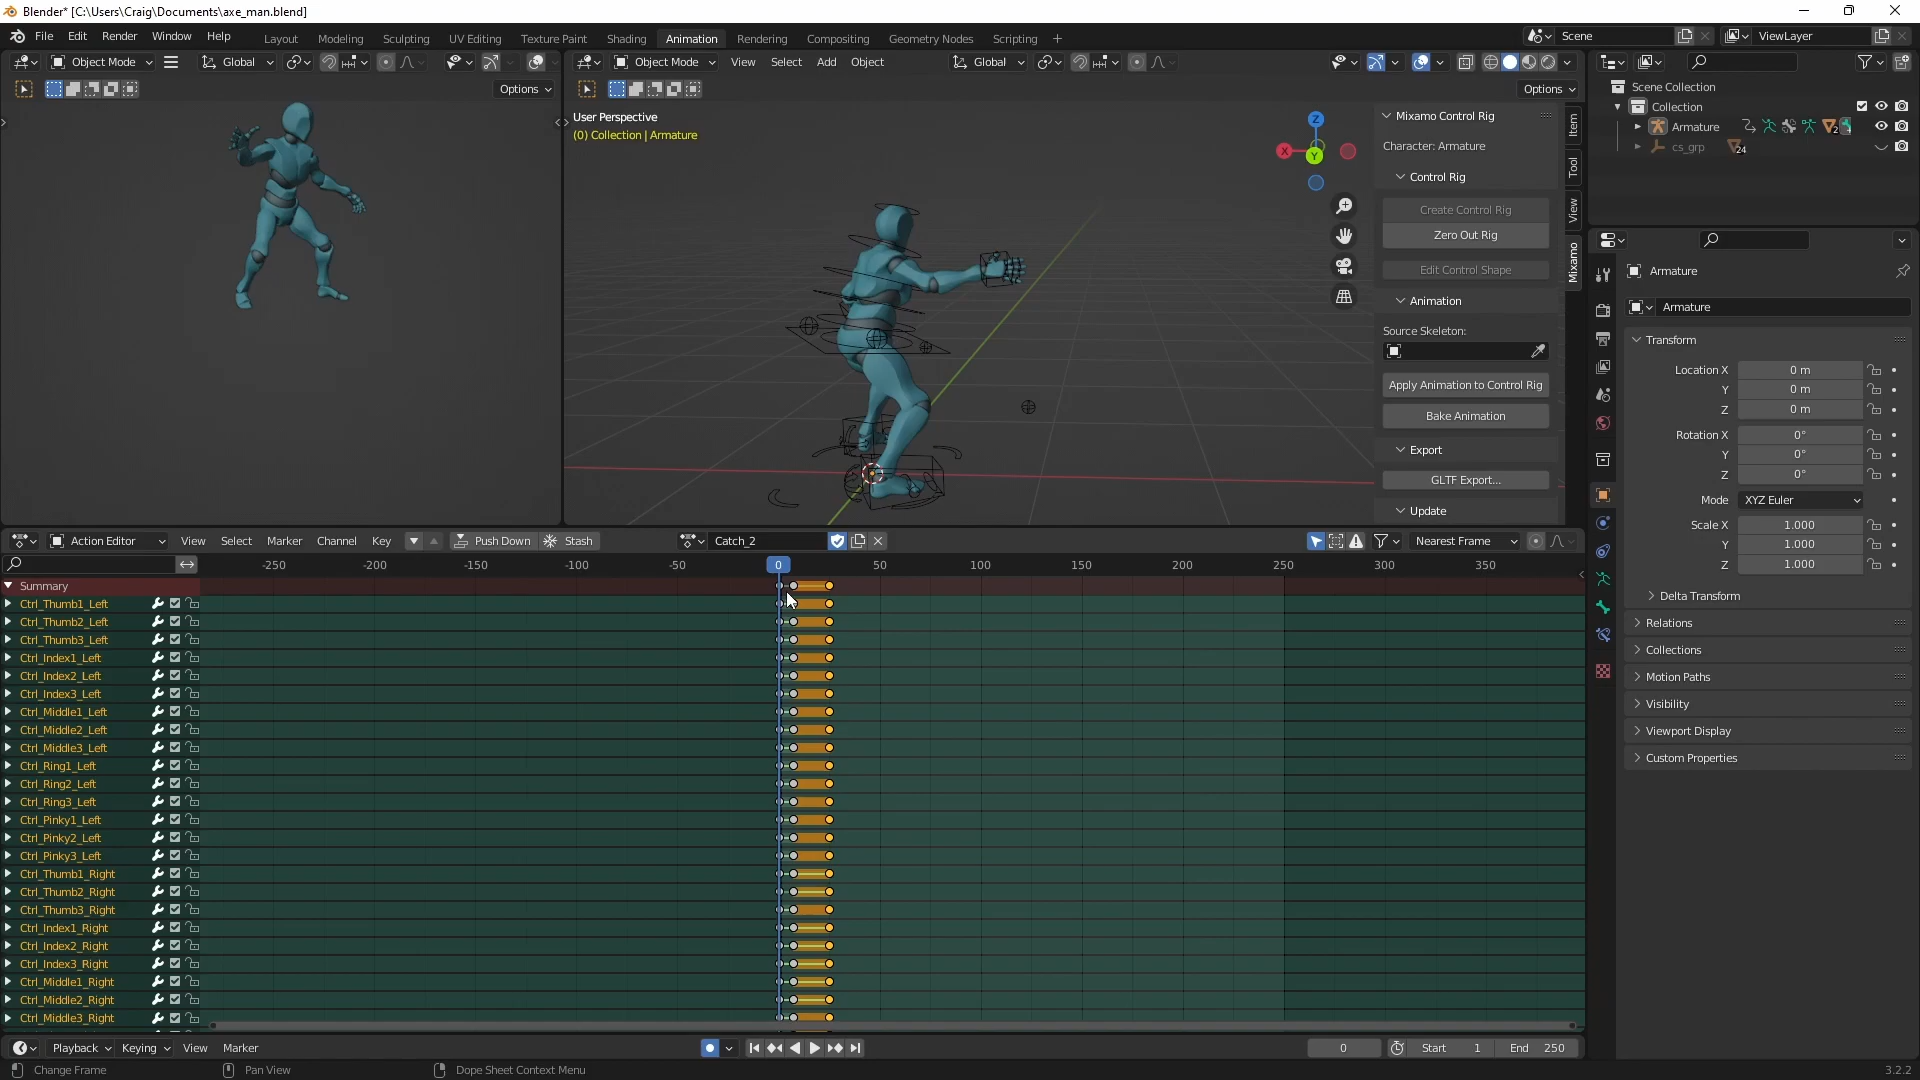 Blender* [C:\Users\Craig\Documents\axe_man.blend]
File Edit Render Window Help Layout Modeling Sculpting UV Editing Texture Paint Shading Animation Rendering Compositing Geometry Nodes Scripting + Scene ViewLayer
Object Mode Global Object Mode View Select Add Object Global
Options Options
User Perspective
(0) Collection | Armature
Z
X
Y
Mixamo Control Rig
Character: Armature
Control Rig
Create Control Rig
Zero Out Rig
Edit Control Shape
Animation
Source Skeleton:
Apply Animation to Control Rig
Bake Animation
Export
GLTF Export...
Update
Item
Tool
View
Mixamo
Scene Collection
Collection
Armature 2
cs_grp 24
Armature
Armature
Transform
Location X 0 m
Y 0 m
Z 0 m
Rotation X 0°
Y 0°
Z 0°
Mode XYZ Euler
Scale X 1.000
Y 1.000
Z 1.000
Delta Transform
Relations
Collections
Motion Paths
Visibility
Viewport Display
Custom Properties
Action Editor View Select Marker Channel Key Push Down Stash Catch_2 Nearest Frame
-250 -200 -150 -100 -50 0 50 100 150 200 250 300 350
Summary
Ctrl_Thumb1_Left
Ctrl_Thumb2_Left
Ctrl_Thumb3_Left
Ctrl_Index1_Left
Ctrl_Index2_Left
Ctrl_Index3_Left
Ctrl_Middle1_Left
Ctrl_Middle2_Left
Ctrl_Middle3_Left
Ctrl_Ring1_Left
Ctrl_Ring2_Left
Ctrl_Ring3_Left
Ctrl_Pinky1_Left
Ctrl_Pinky2_Left
Ctrl_Pinky3_Left
Ctrl_Thumb1_Right
Ctrl_Thumb2_Right
Ctrl_Thumb3_Right
Ctrl_Index1_Right
Ctrl_Index2_Right
Ctrl_Index3_Right
Ctrl_Middle1_Right
Ctrl_Middle2_Right
Ctrl_Middle3_Right
Playback Keying View Marker 0 Start 1 End 250
Change Frame Pan View Dope Sheet Context Menu 3.2.2